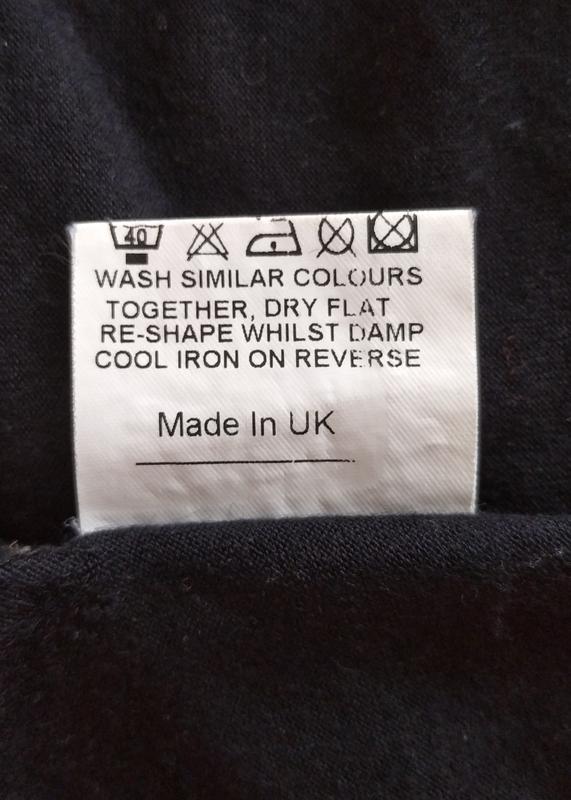 40
WASH SIMILAR COLOURS
TOGETHER, DRY FLAT
RE-SHAPE WHILST DAMP
COOL IRON ON REVERSE
Made In UK